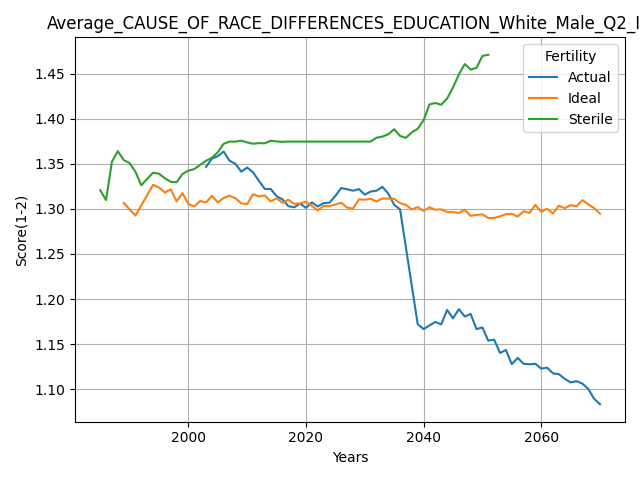 Average_CAUSE_OF_RACE_DIFFERENCES_EDUCATION_White_Male_Q2_I
Fertility
Actual
Ideal
Sterile
Score(1-2)
1.45
1.40
1.35
1.30
1.25
1.20
1.15
1.10
2000
2020
2040
2060
Years